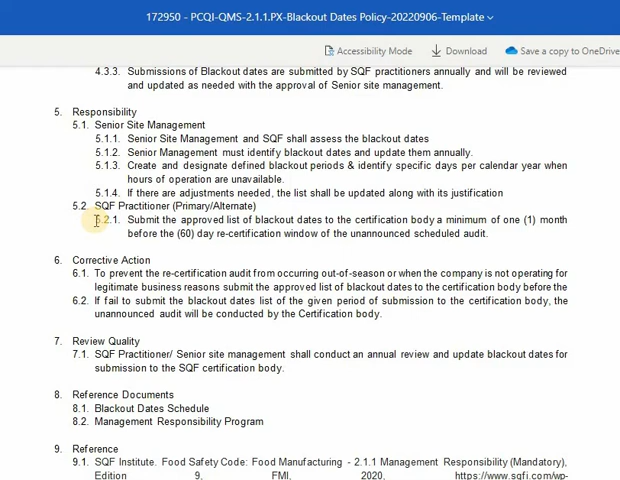 172950 - PCQI-QMS-2.1.1.PX-Blackout Dates Policy-20220906-Template
Accessibility Mode Download Save a copy to OneDrive
4.3.3. Submissions of Blackout dates are submitted by SQF practitioners annually and will be reviewed
and updated as needed with the approval of Senior site management.
5. Responsibility
5.1. Senior Site Management
5.1.1. Senior Site Management and SQF shall assess the blackout dates
5.1.2. Senior Management must identify blackout dates and update them annually.
5.1.3. Create and designate defined blackout periods & identify specific days per calendar year when
hours of operation are unavailable.
5.1.4. If there are adjustments needed, the list shall be updated along with its justification
5.2. SQF Practitioner (Primary/Alternate)
5.2.1. Submit the approved list of blackout dates to the certification body a minimum of one (1) month
before the (60) day re-certification window of the unannounced scheduled audit.
6. Corrective Action
6.1. To prevent the re-certification audit from occurring out-of-season or when the company is not operating for
legitimate business reasons submit the approved list of blackout dates to the certification body before the
6.2. If fail to submit the blackout dates list of the given period of submission to the certification body, the
unannounced audit will be conducted by the Certification body.
7. Review Quality
7.1. SQF Practitioner/ Senior site management shall conduct an annual review and update blackout dates for
submission to the SQF certification body.
8. Reference Documents
8.1. Blackout Dates Schedule
8.2. Management Responsibility Program
9. Reference
9.1. SQF Institute. Food Safety Code: Food Manufacturing - 2.1.1 Management Responsibility (Mandatory),
Edition 9, FMI, 2020, https://www.sqfi.com/wp-